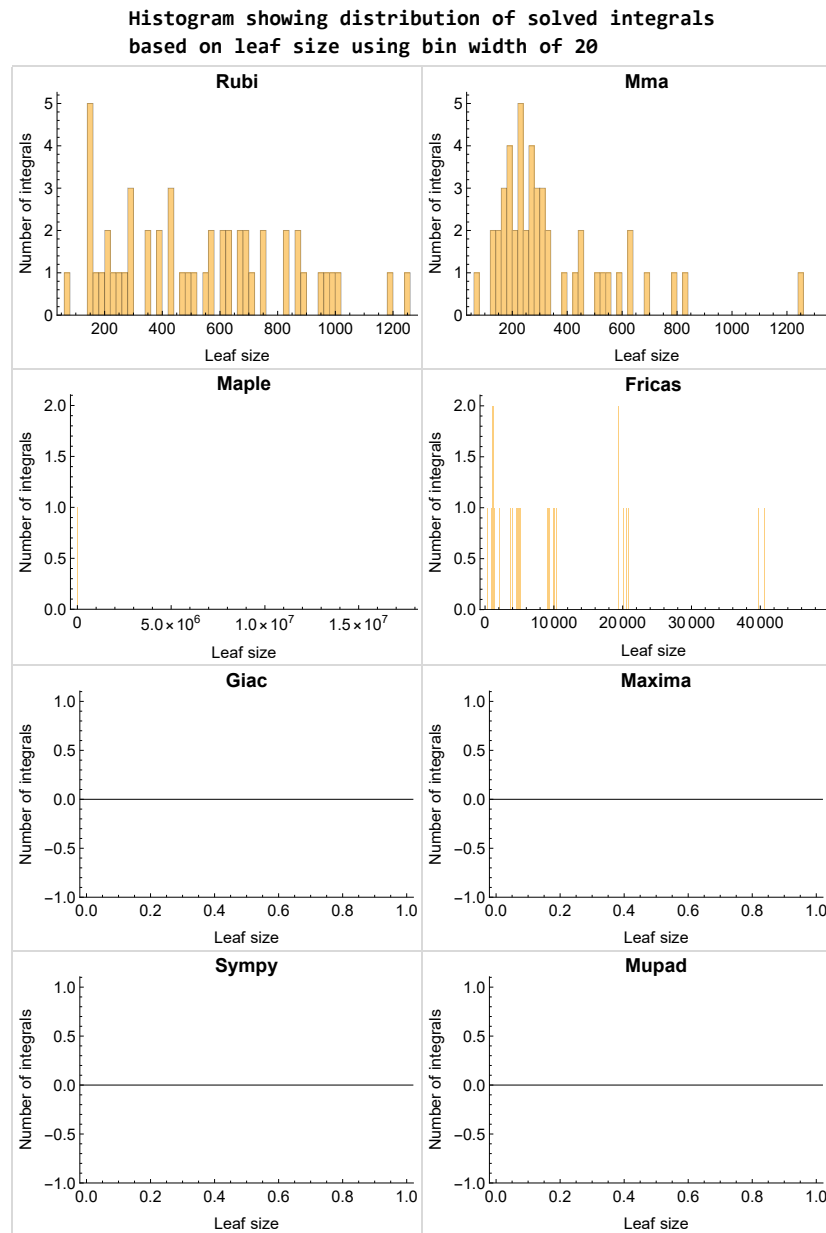 Histogram showing distribution of solved integrals
based on leaf size using bin width of 20
Rubi
Number of integrals
5
4
3
2
1
0
200 400 600 800 1000 1200
Leaf size
Mma
Number of integrals
5
4
3
2
1
0
200 400 600 800 1000 1200
Leaf size
Maple
Number of integrals
2.0
1.5
1.0
0.5
0.0
0 5.0×10⁶ 1.0×10⁷ 1.5×10⁷
Leaf size
Fricas
Number of integrals
2.0
1.5
1.0
0.5
0.0
0 10000 20000 30000 40000
Leaf size
Giac
Number of integrals
1.0
0.5
0.0
−0.5
−1.0
0.0 0.2 0.4 0.6 0.8 1.0
Leaf size
Maxima
Number of integrals
1.0
0.5
0.0
−0.5
−1.0
0.0 0.2 0.4 0.6 0.8 1.0
Leaf size
Sympy
Number of integrals
1.0
0.5
0.0
−0.5
−1.0
0.0 0.2 0.4 0.6 0.8 1.0
Leaf size
Mupad
Number of integrals
1.0
0.5
0.0
−0.5
−1.0
0.0 0.2 0.4 0.6 0.8 1.0
Leaf size